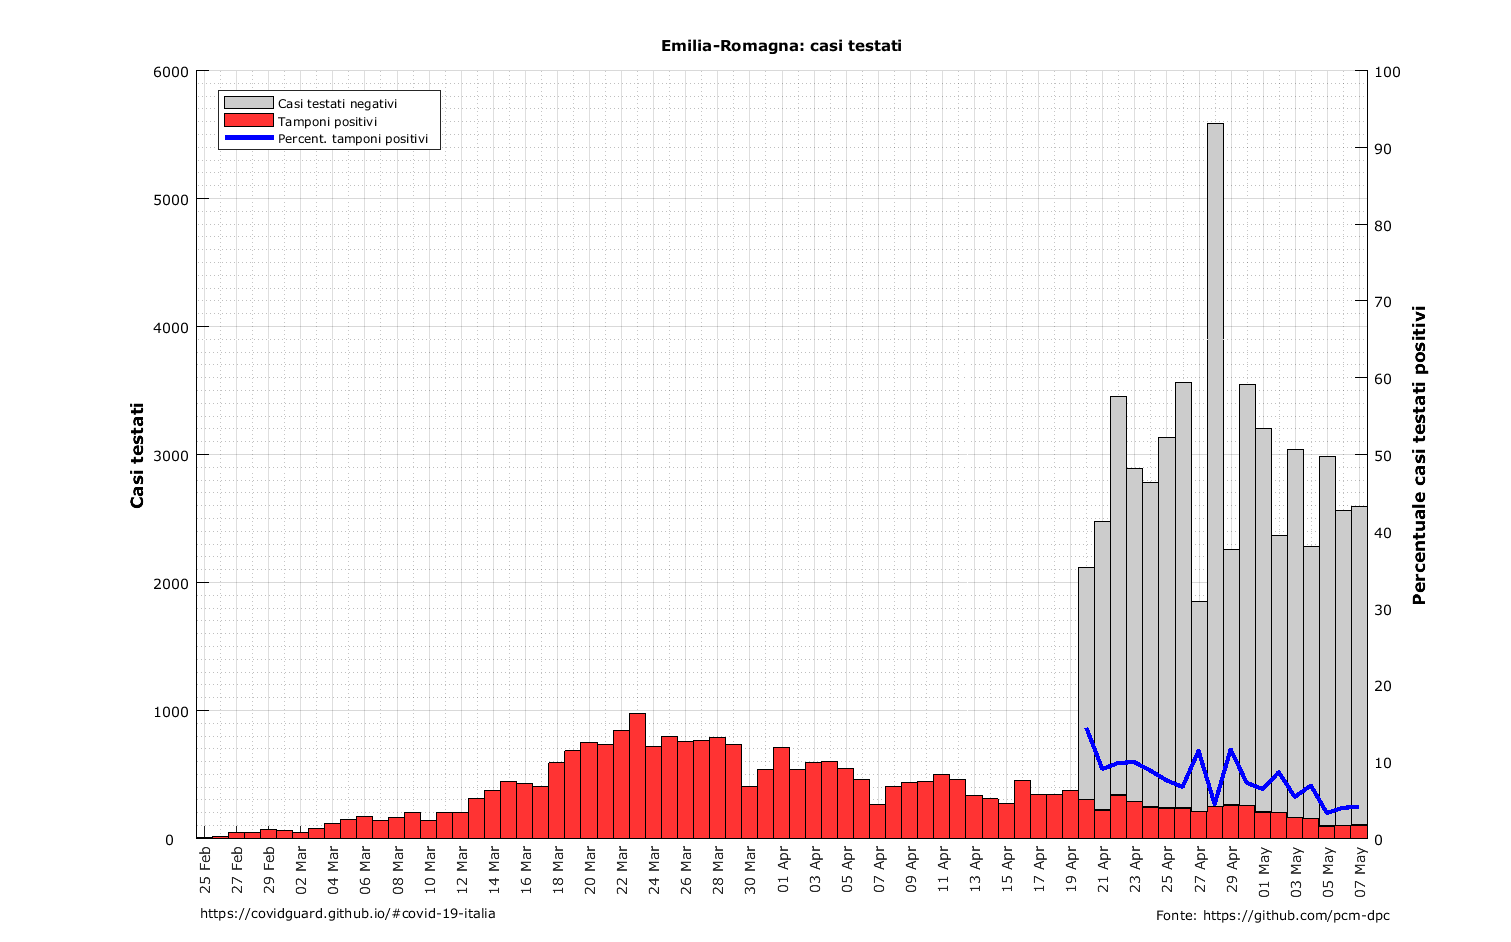 Emilia-Romagna: casi testati
Casi testati negativi
Tamponi positivi
Percent. tamponi positivi
Casi testati
6000
5000
4000
3000
2000
1000
0
100
90
80
70
60
50
40
30
20
10
0
Percentuale casi testati positivi
25 Feb
27 Feb
29 Feb
02 Mar
04 Mar
06 Mar
08 Mar
10 Mar
12 Mar
14 Mar
16 Mar
18 Mar
20 Mar
22 Mar
24 Mar
26 Mar
28 Mar
30 Mar
01 Apr
03 Apr
05 Apr
07 Apr
09 Apr
11 Apr
13 Apr
15 Apr
17 Apr
19 Apr
21 Apr
23 Apr
25 Apr
27 Apr
29 Apr
01 May
03 May
05 May
07 May
https://covidguard.github.io/#covid-19-italia
Fonte: https://github.com/pcm-dpc